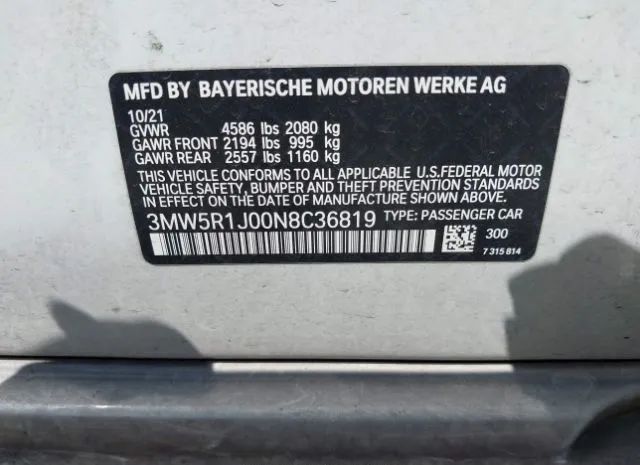 MFD BY BAYERISCHE MOTOREN WERKE AG
10/21
GVWR 4586 lbs 2080 kg
GAWR FRONT 2194 lbs 995 kg
GAWR REAR 2557 lbs 1160 kg
THIS VEHICLE CONFORMS TO ALL APPLICABLE U.S.FEDERAL MOTOR
VEHICLE SAFETY, BUMPER, AND THEFT PREVENTION STANDARDS
IN EFFECT ON THE DATE OF MANUFACTURE SHOWN ABOVE.
3MW5R1J00N8C36819 TYPE: PASSENGER CAR
300
7 315 814